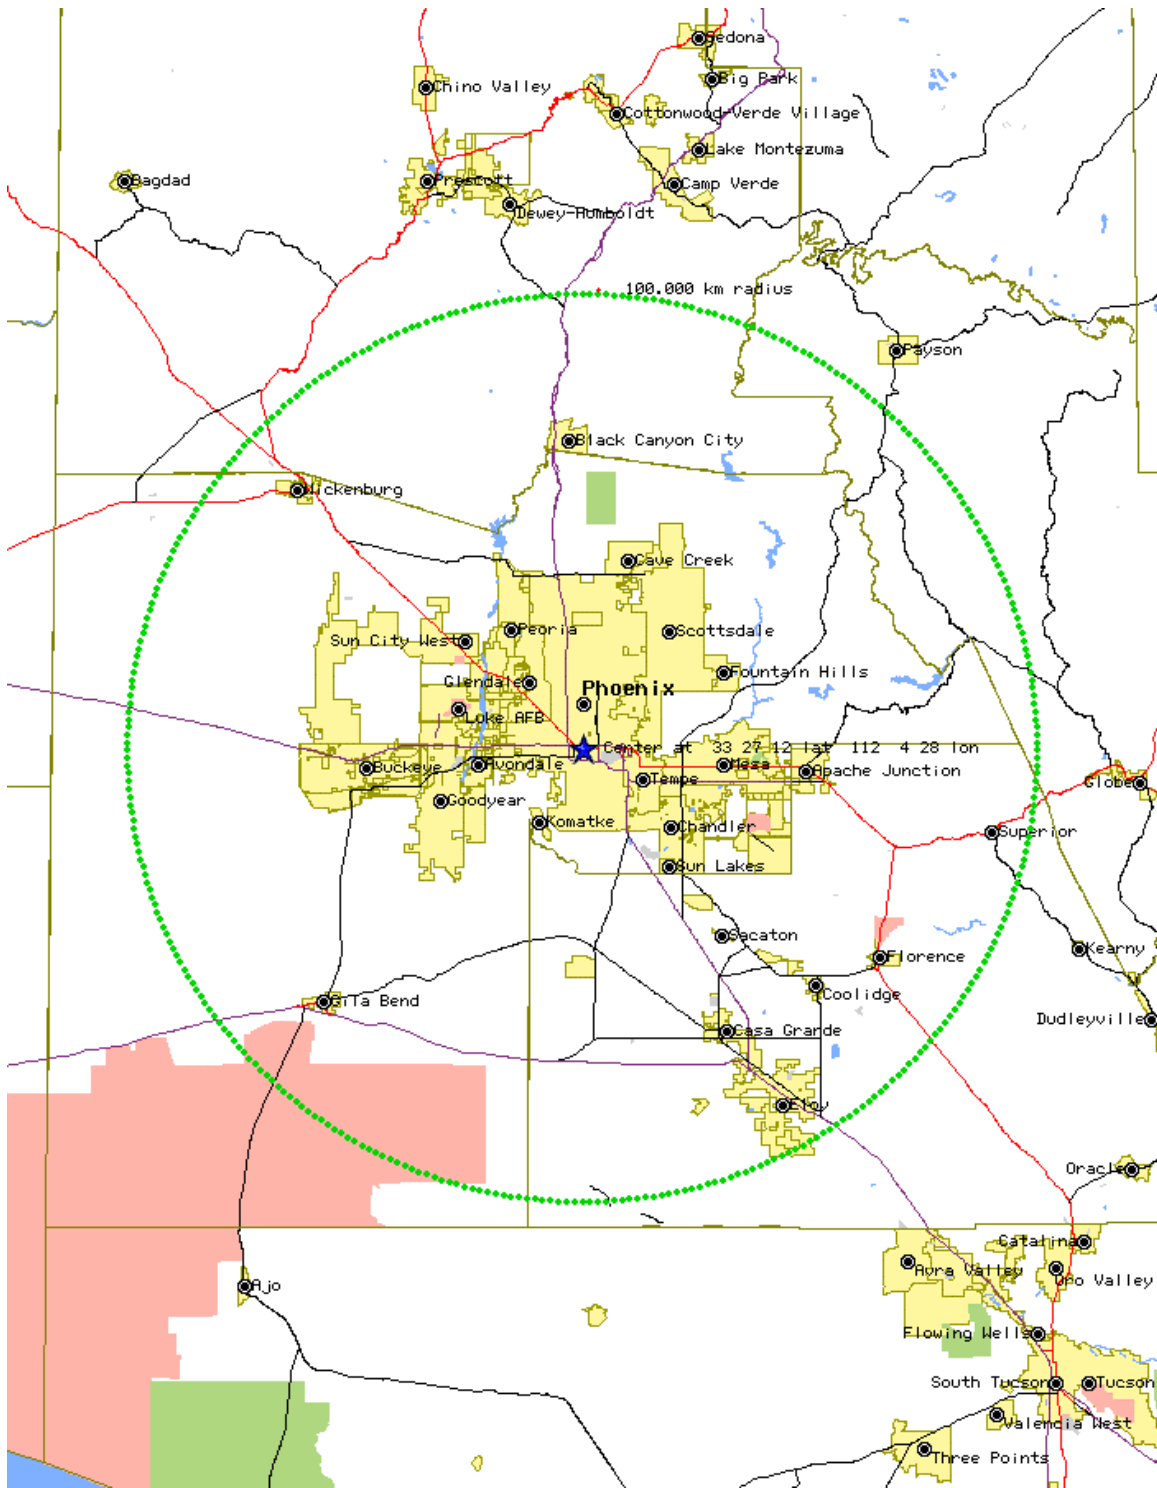 Sedona
Big Park
Chino Valley
Cottonwood-Verde Village
Lake Montezuma
Bagdad
Prescott
Camp Verde
Dewey-Humboldt
100.000 km radius
Payson
Black Canyon City
Wickenburg
Cave Creek
Peoria
Scottsdale
Sun City West
Fountain Hills
Glendale
Phoenix
Luke AFB
Center at 33 27 12 lat 112 4 28 lon
Buckeye
Avondale
Mesa
Apache Junction
Tempe
Globe
Goodyear
Komatke
Chandler
Superior
Sun Lakes
Sacaton
Kearny
Florence
Coolidge
Gila Bend
Dudleyville
Casa Grande
Eloy
Oracle
Catalina
Avra Valley
Oro Valley
Ajo
Flowing Wells
South Tucson
Tucson
Valencia West
Three Points